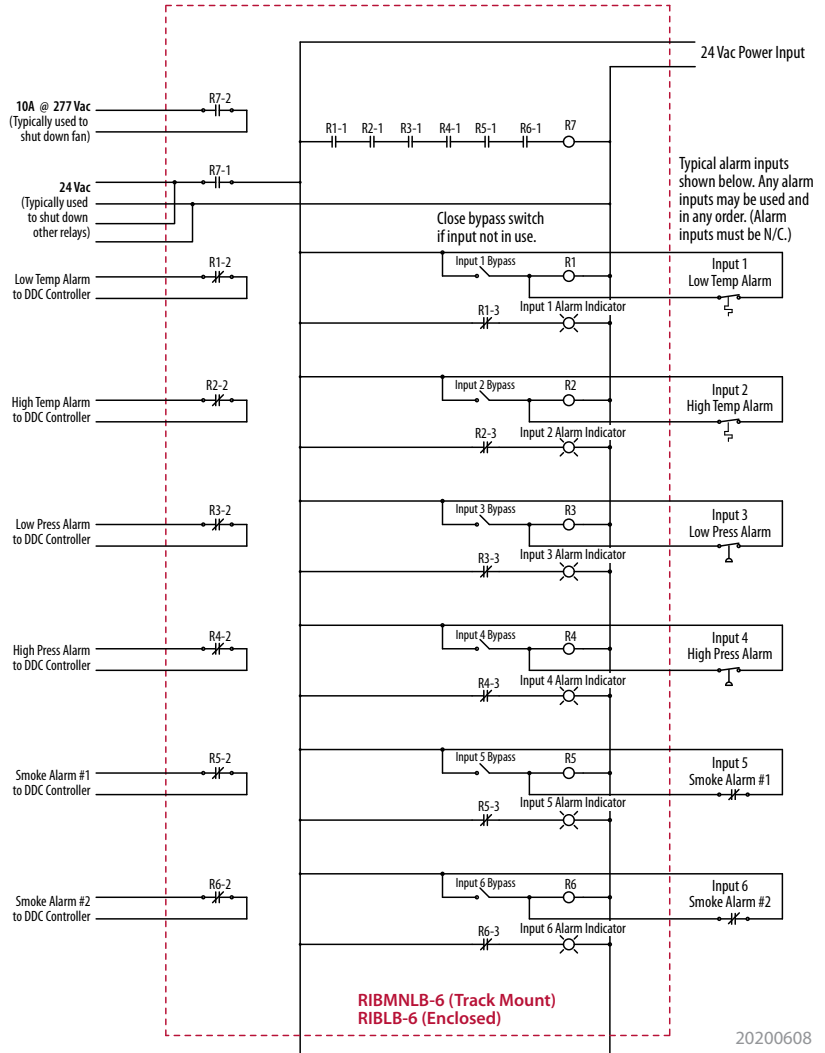 24 Vac Power Input
R7-2
10A @ 277 Vac
(Typically used to
shut down fan)
R1-1 R2-1 R3-1 R4-1 R5-1 R6-1 R7
R7-1
24 Vac
(Typically used
to shut down
other relays)
Typical alarm inputs
shown below. Any alarm
inputs may be used and
in any order. (Alarm
inputs must be N/C.)
Close bypass switch
if input not in use.
R1-2
Low Temp Alarm
to DDC Controller
Input 1 Bypass
R1
Input 1
Low Temp Alarm
R1-3
Input 1 Alarm Indicator
R2-2
High Temp Alarm
to DDC Controller
Input 2 Bypass
R2
Input 2
High Temp Alarm
R2-3
Input 2 Alarm Indicator
R3-2
Low Press Alarm
to DDC Controller
Input 3 Bypass
R3
Input 3
Low Press Alarm
R3-3
Input 3 Alarm Indicator
R4-2
High Press Alarm
to DDC Controller
Input 4 Bypass
R4
Input 4
High Press Alarm
R4-3
Input 4 Alarm Indicator
R5-2
Smoke Alarm #1
to DDC Controller
Input 5 Bypass
R5
Input 5
Smoke Alarm #1
R5-3
Input 5 Alarm Indicator
R6-2
Smoke Alarm #2
to DDC Controller
Input 6 Bypass
R6
Input 6
Smoke Alarm #2
R6-3
Input 6 Alarm Indicator
RIBMNLB-6 (Track Mount)
RIBLB-6 (Enclosed)
20200608